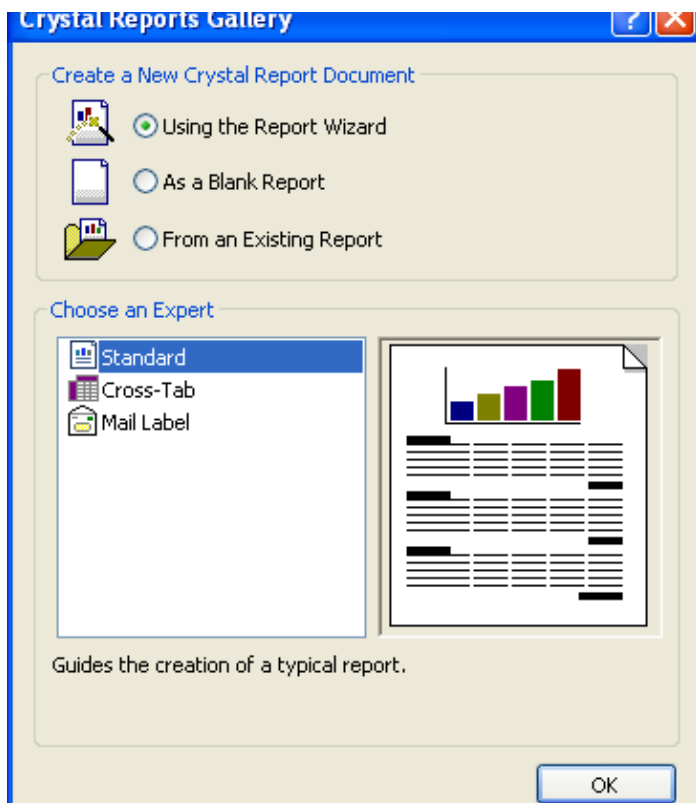 Crystal Reports Gallery
Create a New Crystal Report Document
Using the Report Wizard
As a Blank Report
From an Existing Report
Choose an Expert
Standard
Cross-Tab
Mail Label
Guides the creation of a typical report.
OK